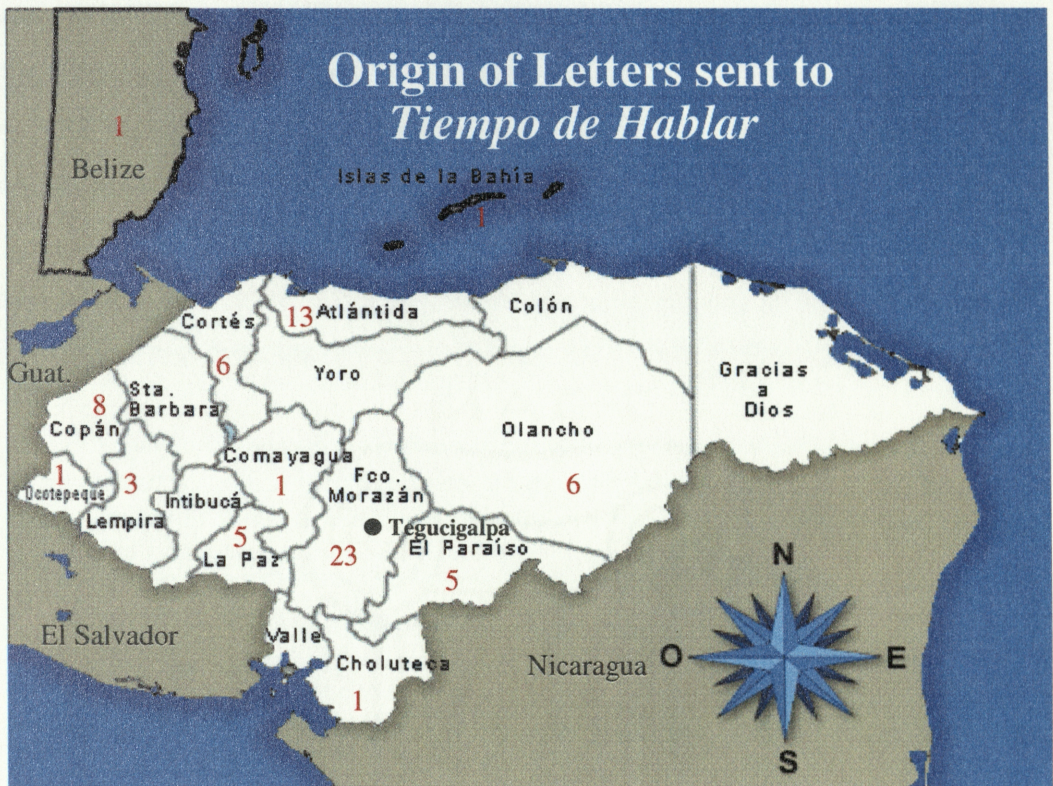 Origin of Letters sent to
Tiempo de Hablar
1
Belize
Islas de la Bahía
1
Cortés
6
13 Atlántida
Colón
Guat.
Yoro
Gracias
a
Dios
8
Copán
Sta.
Barbara
Olancho
6
Comayagua
1
1
Ocotepeque
3
Lempira
Intibucá
Fco.
Morazán
Tegucigalpa
23
5
La Paz
El Paraíso
5
El Salvador
Valle
Choluteca
1
Nicaragua
N
O
E
S